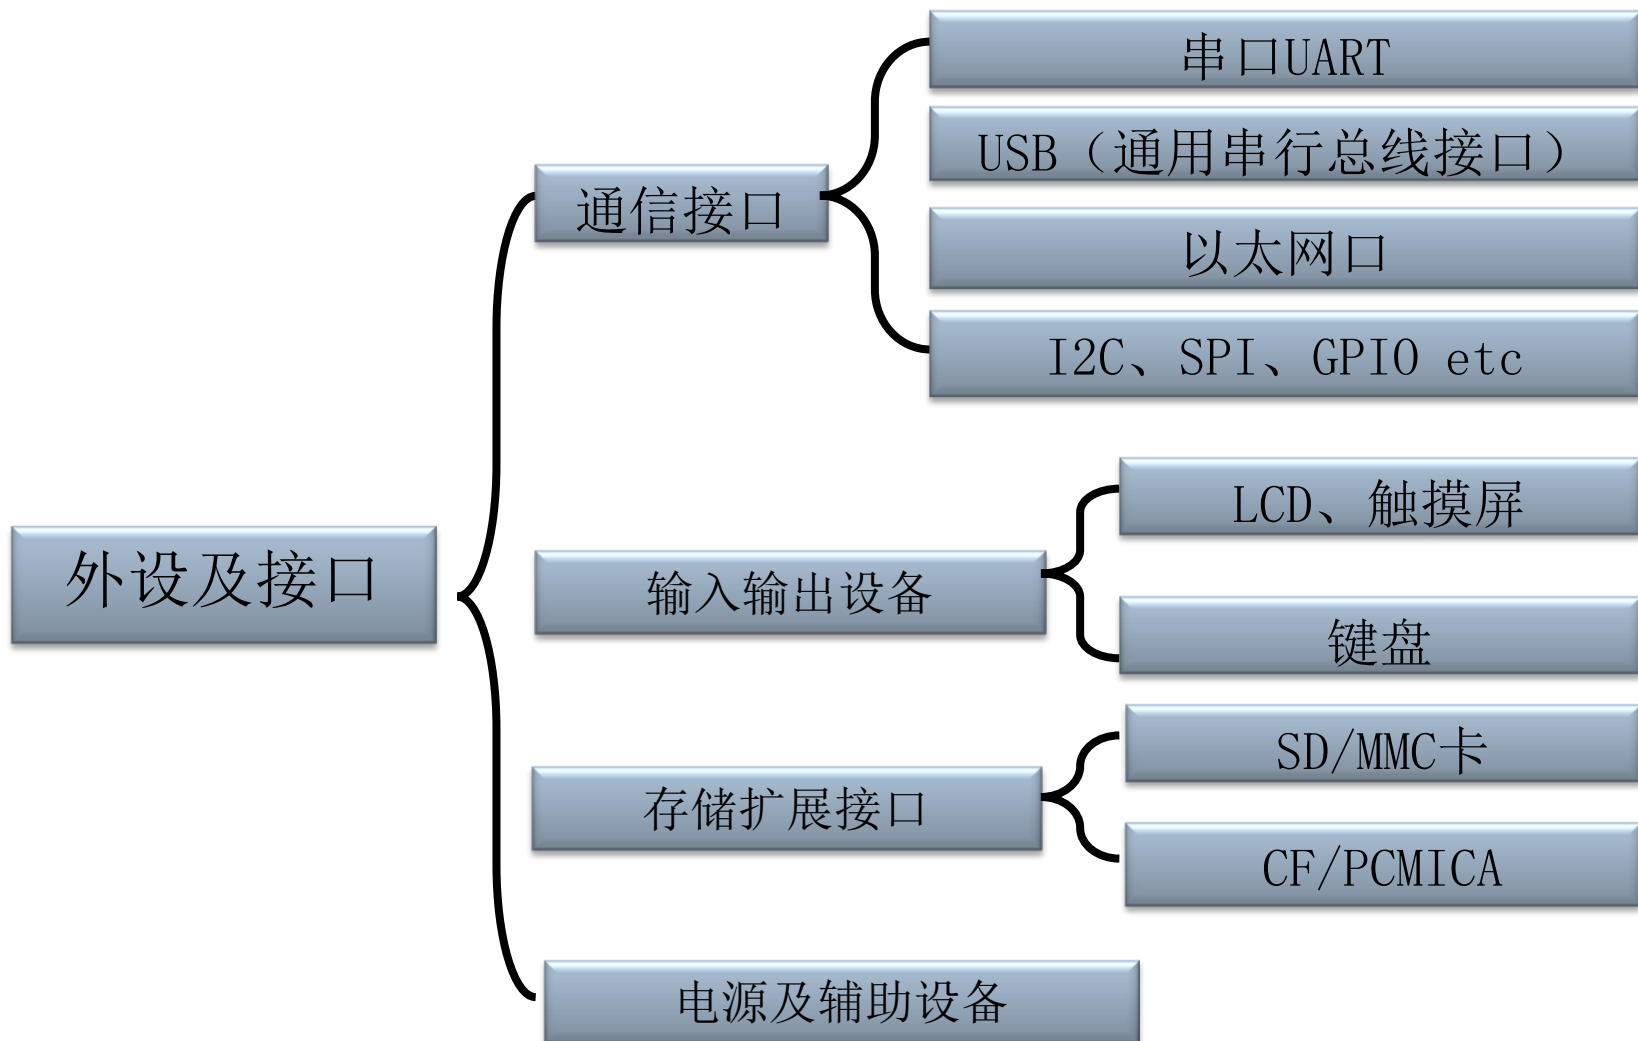 串口UART
USB（通用串行总线接口）
通信接口
以太网口
I2C、SPI、GPIO etc
LCD、触摸屏
外设及接口
输入输出设备
键盘
SD/MMC卡
存储扩展接口
CF/PCMICA
电源及辅助设备